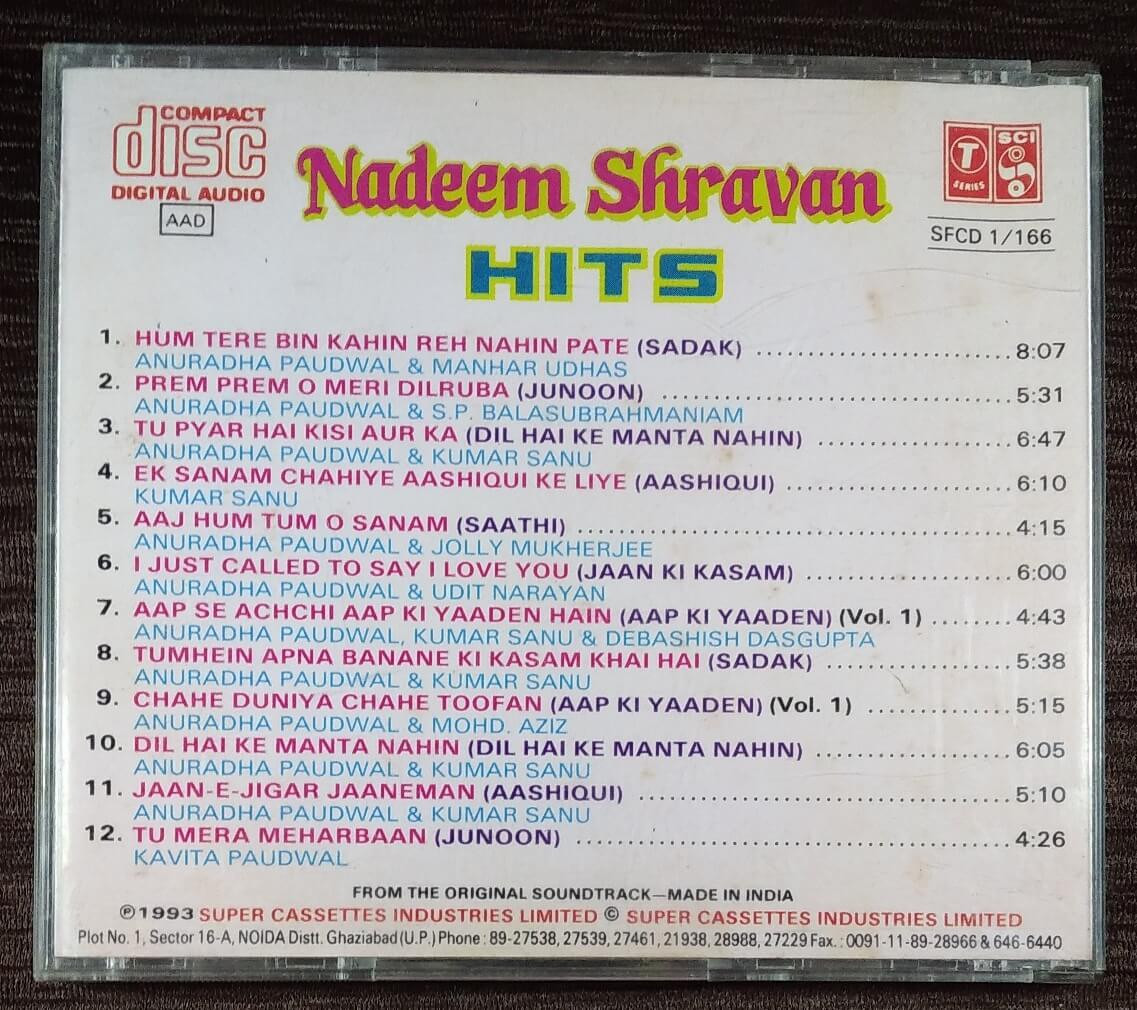 COMPACT
disc
DIGITAL AUDIO
AAD
Nadeem Shravan
HITS
T
SERIES
SCI
SFCD 1/166
1. HUM TERE BIN KAHIN REH NAHIN PATE (SADAK) ........................ 8:07
ANURADHA PAUDWAL & MANHAR UDHAS
2. PREM PREM O MERI DILRUBA (JUNOON) ................................ 5:31
ANURADHA PAUDWAL & S.P. BALASUBRAHMANIAM
3. TU PYAR HAI KISI AUR KA (DIL HAI KE MANTA NAHIN) .................. 6:47
ANURADHA PAUDWAL & KUMAR SANU
4. EK SANAM CHAHIYE AASHIQUI KE LIYE (AASHIQUI) ..................... 6:10
KUMAR SANU
5. AAJ HUM TUM O SANAM (SAATHI) ........................................ 4:15
ANURADHA PAUDWAL & JOLLY MUKHERJEE
6. I JUST CALLED TO SAY I LOVE YOU (JAAN KI KASAM) ................... 6:00
ANURADHA PAUDWAL & UDIT NARAYAN
7. AAP SE ACHCHI AAP KI YAADEN HAIN (AAP KI YAADEN) (Vol. 1) ........ 4:43
ANURADHA PAUDWAL, KUMAR SANU & DEBASHISH DASGUPTA
8. TUMHEIN APNA BANANE KI KASAM KHAI HAI (SADAK) ................. 5:38
ANURADHA PAUDWAL & KUMAR SANU
9. CHAHE DUNIYA CHAHE TOOFAN (AAP KI YAADEN) (Vol. 1) ............. 5:15
ANURADHA PAUDWAL & MOHD. AZIZ
10. DIL HAI KE MANTA NAHIN (DIL HAI KE MANTA NAHIN) .................. 6:05
ANURADHA PAUDWAL & KUMAR SANU
11. JAAN-E-JIGAR JAANEMAN (AASHIQUI) ................................... 5:10
ANURADHA PAUDWAL & KUMAR SANU
12. TU MERA MEHARBAAN (JUNOON) ........................................ 4:26
KAVITA PAUDWAL
FROM THE ORIGINAL SOUNDTRACK—MADE IN INDIA
℗1993 SUPER CASSETTES INDUSTRIES LIMITED © SUPER CASSETTES INDUSTRIES LIMITED
Plot No. 1, Sector 16-A, NOIDA Distt. Ghaziabad (U.P.) Phone : 89-27538, 27539, 27461, 21938, 28988, 27229 Fax. : 0091-11-89-28966 & 646-6440